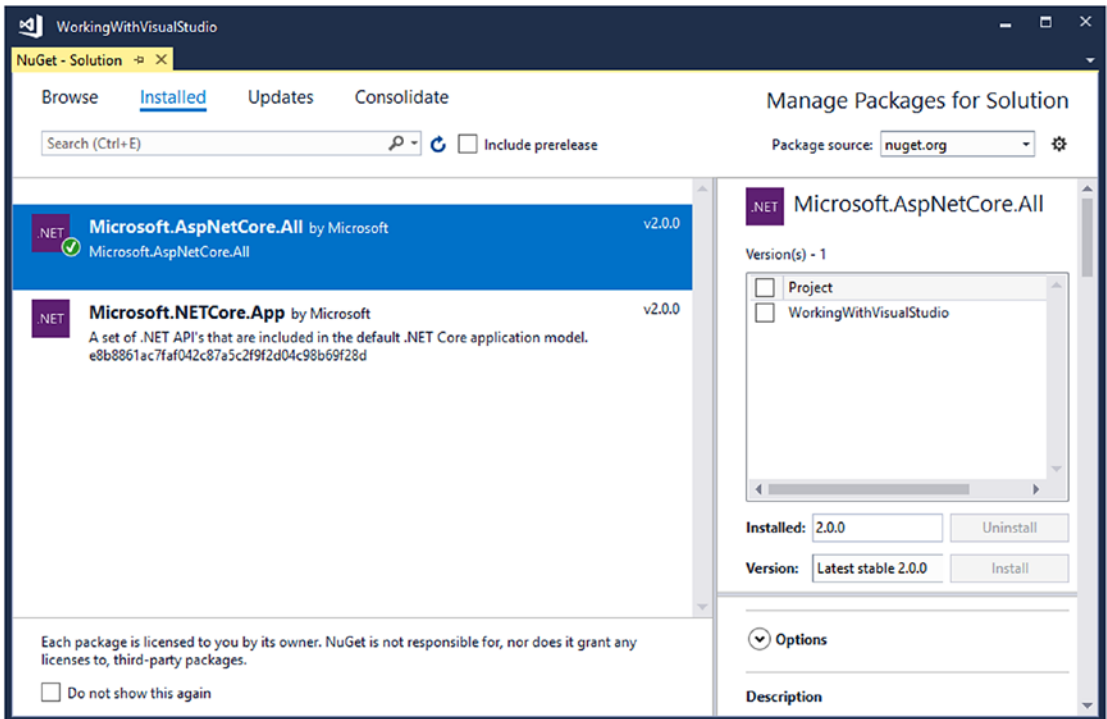 WorkingWithVisualStudio
NuGet - Solution
Browse Installed Updates Consolidate
Manage Packages for Solution
Search (Ctrl+E)
Include prerelease
Package source: nuget.org
.NET
Microsoft.AspNetCore.All by Microsoft v2.0.0
Microsoft.AspNetCore.All
.NET
Microsoft.NETCore.App by Microsoft v2.0.0
A set of .NET API's that are included in the default .NET Core application model.
e8b8861ac7faf042c87a5c2f9f2d04c98b69f28d
Each package is licensed to you by its owner. NuGet is not responsible for, nor does it grant any
licenses to, third-party packages.
Do not show this again
.NET
Microsoft.AspNetCore.All
Version(s) - 1
Project
WorkingWithVisualStudio
Installed: 2.0.0 Uninstall
Version: Latest stable 2.0.0 Install
Options
Description